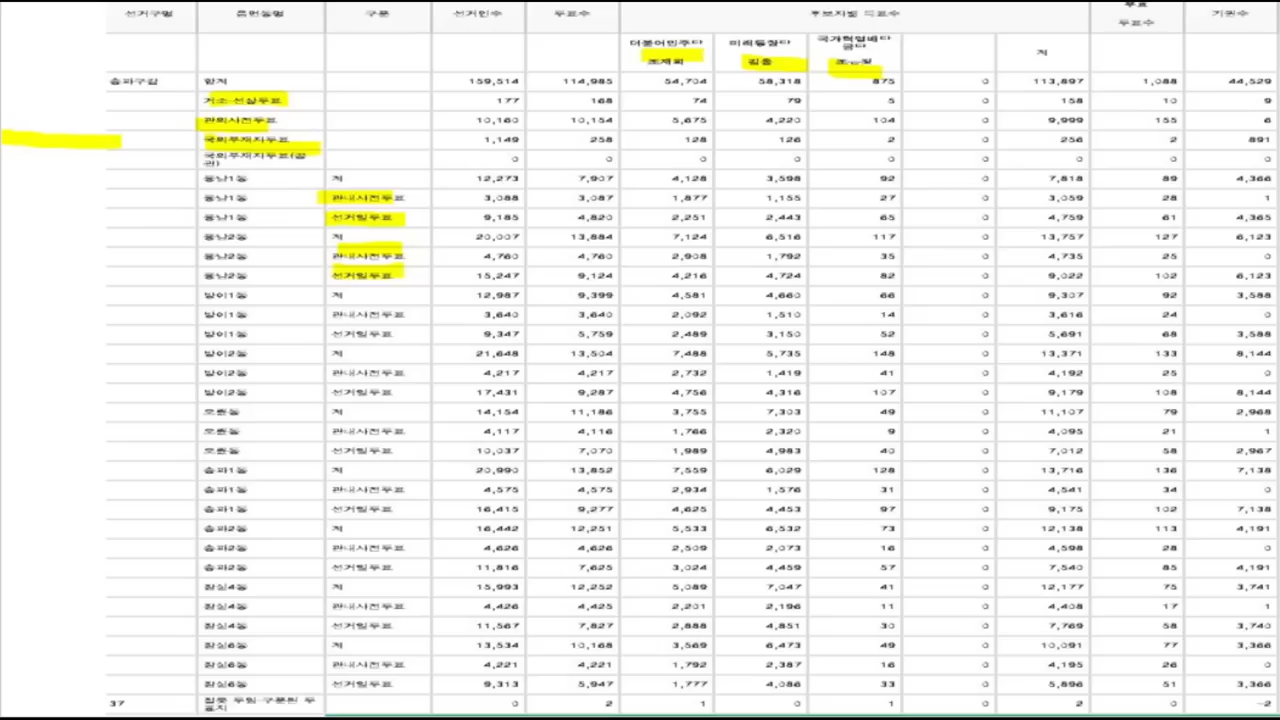 선거구명 읍면동명 구분 선거인수 투표수 후보자별 득표수 무효 투표수 기권수
더불어민주당 조재희 미래통합당 김웅 국가혁명배당금당 계
송파구갑 합계 159,514 114,985 54,704 58,318 875 0 113,897 1,088 44,529
거소·선상투표 177 168 74 79 5 0 158 10 9
관외사전투표 10,160 10,154 5,675 4,220 104 0 9,999 155 6
국외부재자투표 1,149 258 128 126 2 0 256 2 891
국외부재자투표(공관) 0 0 0 0 0 0 0 0
풍납1동 계 12,273 7,907 4,128 3,598 92 0 7,818 89 4,366
풍납1동 관내사전투표 3,088 3,087 1,877 1,155 27 0 3,059 28 1
풍납1동 선거일투표 9,185 4,820 2,251 2,443 65 0 4,759 61 4,365
풍납2동 계 20,007 13,884 7,124 6,516 117 0 13,757 127 6,123
풍납2동 관내사전투표 4,760 4,760 2,908 1,792 35 0 4,735 25 0
풍납2동 선거일투표 15,247 9,124 4,216 4,724 82 0 9,022 102 6,123
방이1동 계 12,987 9,399 4,581 4,660 66 0 9,307 92 3,588
방이1동 관내사전투표 3,640 3,640 2,092 1,510 14 0 3,616 24 0
방이1동 선거일투표 9,347 5,759 2,489 3,150 52 0 5,691 68 3,588
방이2동 계 21,648 13,504 7,488 5,735 148 0 13,371 133 8,144
방이2동 관내사전투표 4,217 4,217 2,732 1,419 41 0 4,192 25 0
방이2동 선거일투표 17,431 9,287 4,756 4,316 107 0 9,179 108 8,144
오륜동 계 14,154 11,186 3,755 7,303 49 0 11,107 79 2,968
오륜동 관내사전투표 4,117 4,116 1,766 2,320 9 0 4,095 21 1
오륜동 선거일투표 10,037 7,070 1,989 4,983 40 0 7,012 58 2,967
송파1동 계 20,990 13,852 7,559 6,029 128 0 13,716 136 7,138
송파1동 관내사전투표 4,575 4,575 2,934 1,576 31 0 4,541 34 0
송파1동 선거일투표 16,415 9,277 4,625 4,453 97 0 9,175 102 7,138
송파2동 계 16,442 12,251 5,533 6,532 73 0 12,138 113 4,191
송파2동 관내사전투표 4,626 4,626 2,509 2,073 16 0 4,598 28 0
송파2동 선거일투표 11,816 7,625 3,024 4,459 57 0 7,540 85 4,191
잠실4동 계 15,993 12,252 5,089 7,047 41 0 12,177 75 3,741
잠실4동 관내사전투표 4,426 4,425 2,201 2,196 11 0 4,408 17 1
잠실4동 선거일투표 11,567 7,827 2,888 4,851 30 0 7,769 58 3,740
잠실6동 계 13,534 10,168 3,569 6,473 49 0 10,091 77 3,366
잠실6동 관내사전투표 4,221 4,221 1,792 2,387 16 0 4,195 26 0
잠실6동 선거일투표 9,313 5,947 1,777 4,086 33 0 5,896 51 3,366
37 잘못 투입·구분된 투표지 0 2 1 0 1 0 2 0 -2